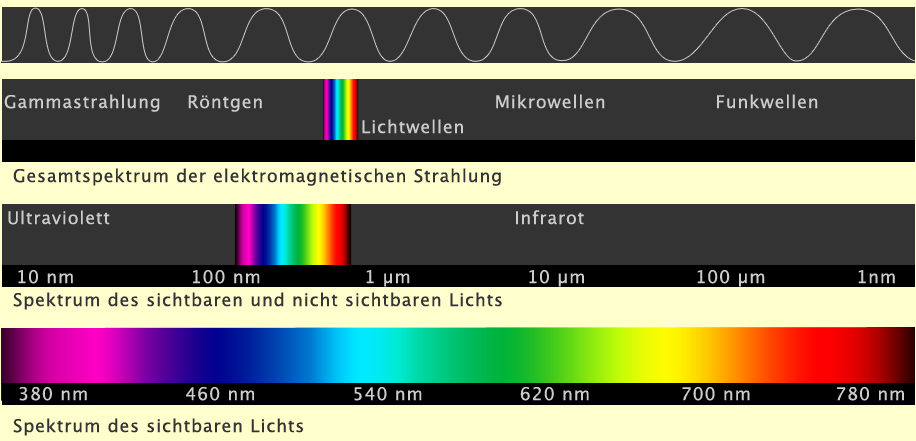 Gammastrahlung Röntgen Mikrowellen Funkwellen
Lichtwellen
Gesamtspektrum der elektromagnetischen Strahlung
Ultraviolett Infrarot
10 nm 100 nm 1 µm 10 µm 100 µm 1nm
Spektrum des sichtbaren und nicht sichtbaren Lichts
380 nm 460 nm 540 nm 620 nm 700 nm 780 nm
Spektrum des sichtbaren Lichts